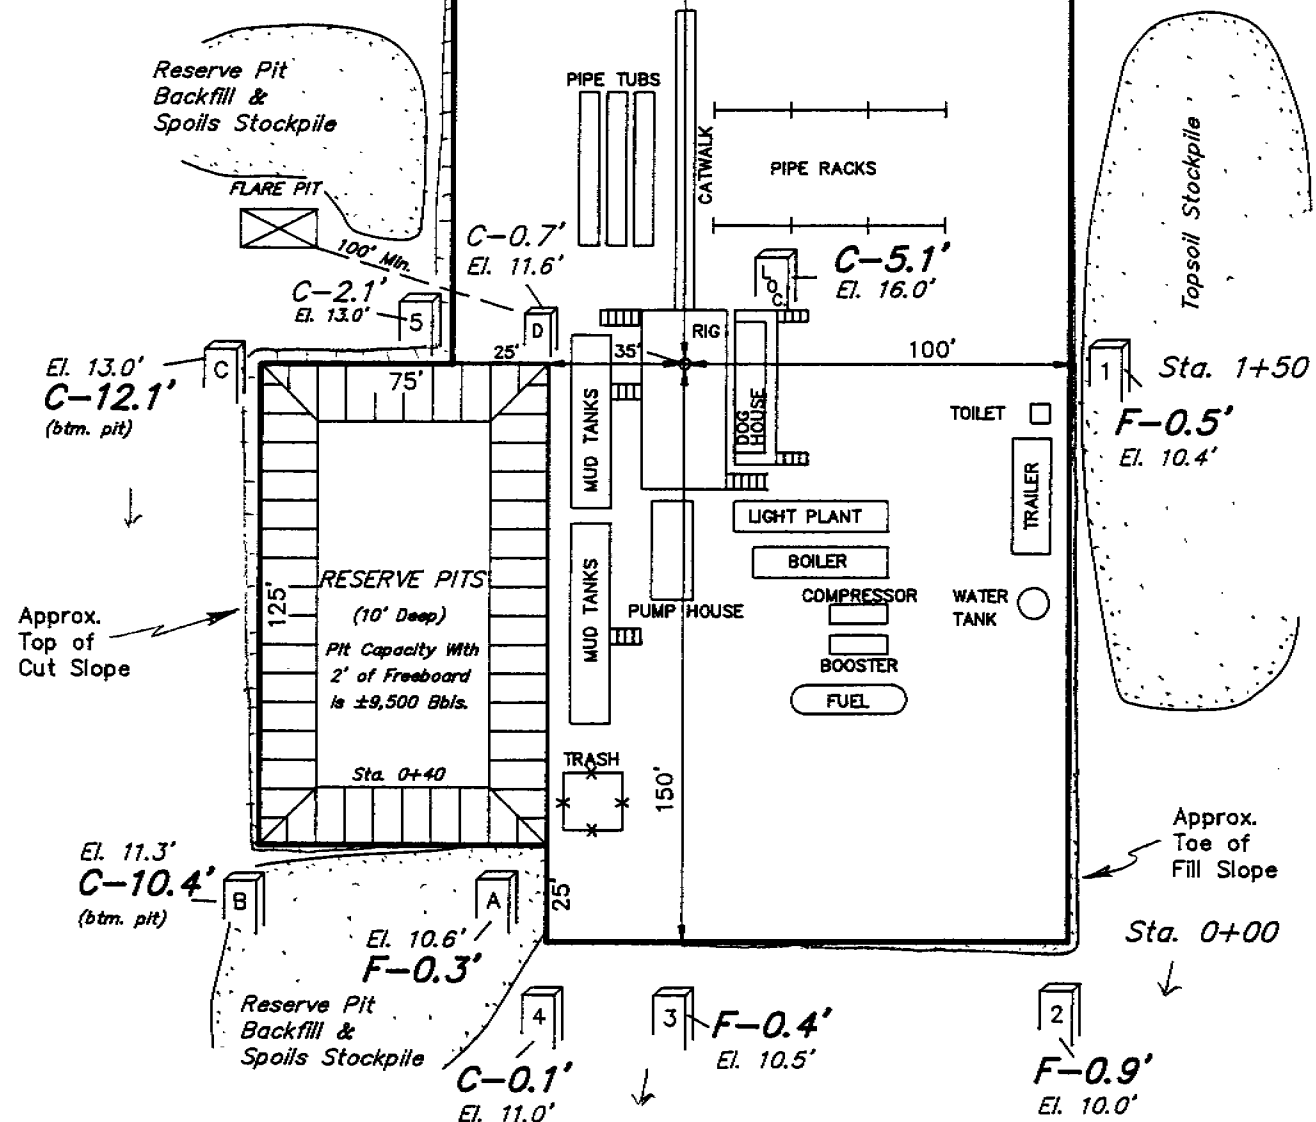 Reserve Pit
Backfill &
Spoils Stockpile
FLARE PIT
100' Min.
PIPE TUBS
CATWALK
PIPE RACKS
Topsoil Stockpile
C-0.7'
El. 11.6'
D
L
O
C.
C-5.1'
El. 16.0'
C-2.1'
El. 13.0'
5
El. 13.0'
C-12.1'
(btm. pit)
C
75'
25'
35'
RIG
100'
1
Sta. 1+50
F-0.5'
El. 10.4'
MUD TANKS
DOG
HOUSE
TOILET
TRAILER
LIGHT PLANT
BOILER
COMPRESSOR
BOOSTER
FUEL
WATER
TANK
PUMP HOUSE
MUD TANKS
Approx.
Top of
Cut Slope
125'
RESERVE PITS
(10' Deep)
Pit Capacity With
2' of Freeboard
is ±9,500 Bbls.
Sta. 0+40
TRASH
150'
Approx.
Toe of
Fill Slope
El. 11.3'
C-10.4'
(btm. pit)
B
A
25'
El. 10.6'
F-0.3'
Sta. 0+00
Reserve Pit
Backfill &
Spoils Stockpile
4
C-0.1'
El. 11.0'
3
F-0.4'
El. 10.5'
2
F-0.9'
El. 10.0'